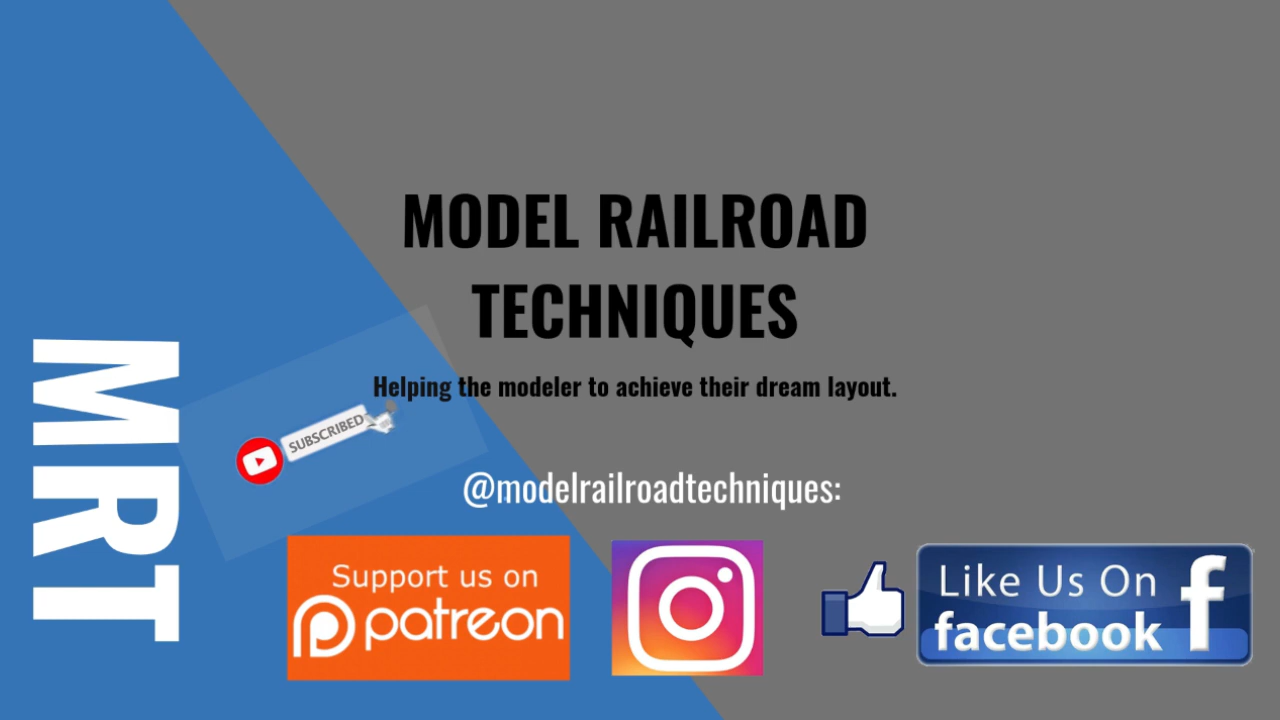 MODEL RAILROAD
TECHNIQUES
Helping the modeler to achieve their dream layout.
MRT
SUBSCRIBED
@modelrailroadtechniques:
Support us on
patreon
Like Us On
facebook
f